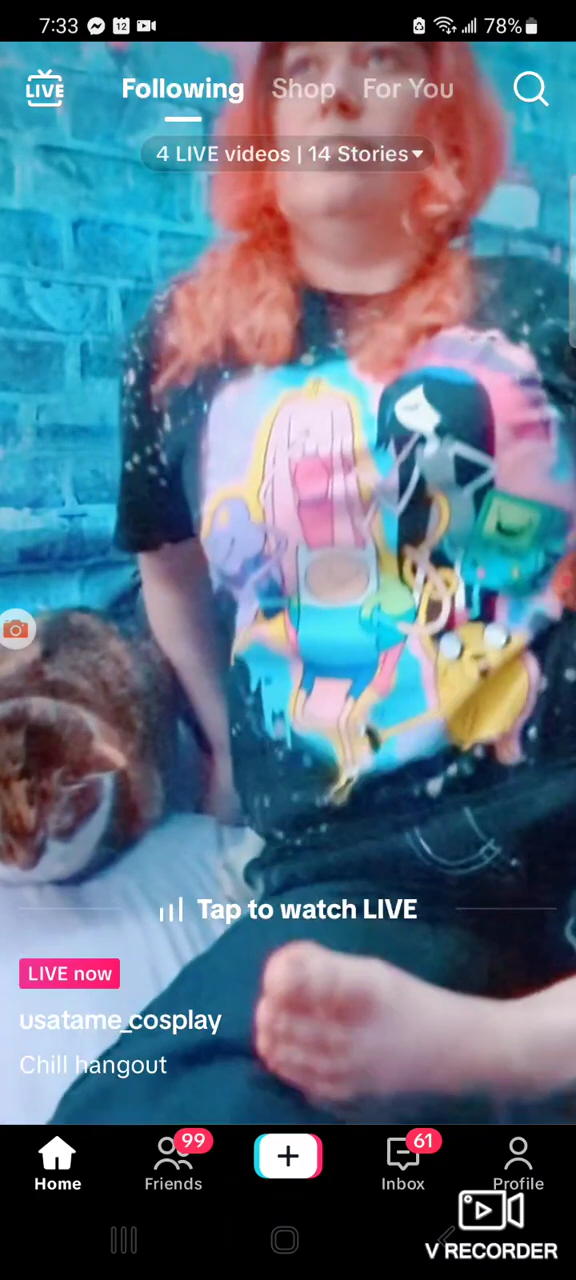 7:33
12
78%
LIVE
Following
Shop
For You
4 LIVE videos | 14 Stories
Tap to watch LIVE
LIVE now
usatame_cosplay
Chill hangout
99
61
Home
Friends
Inbox
Profile
V RECORDER